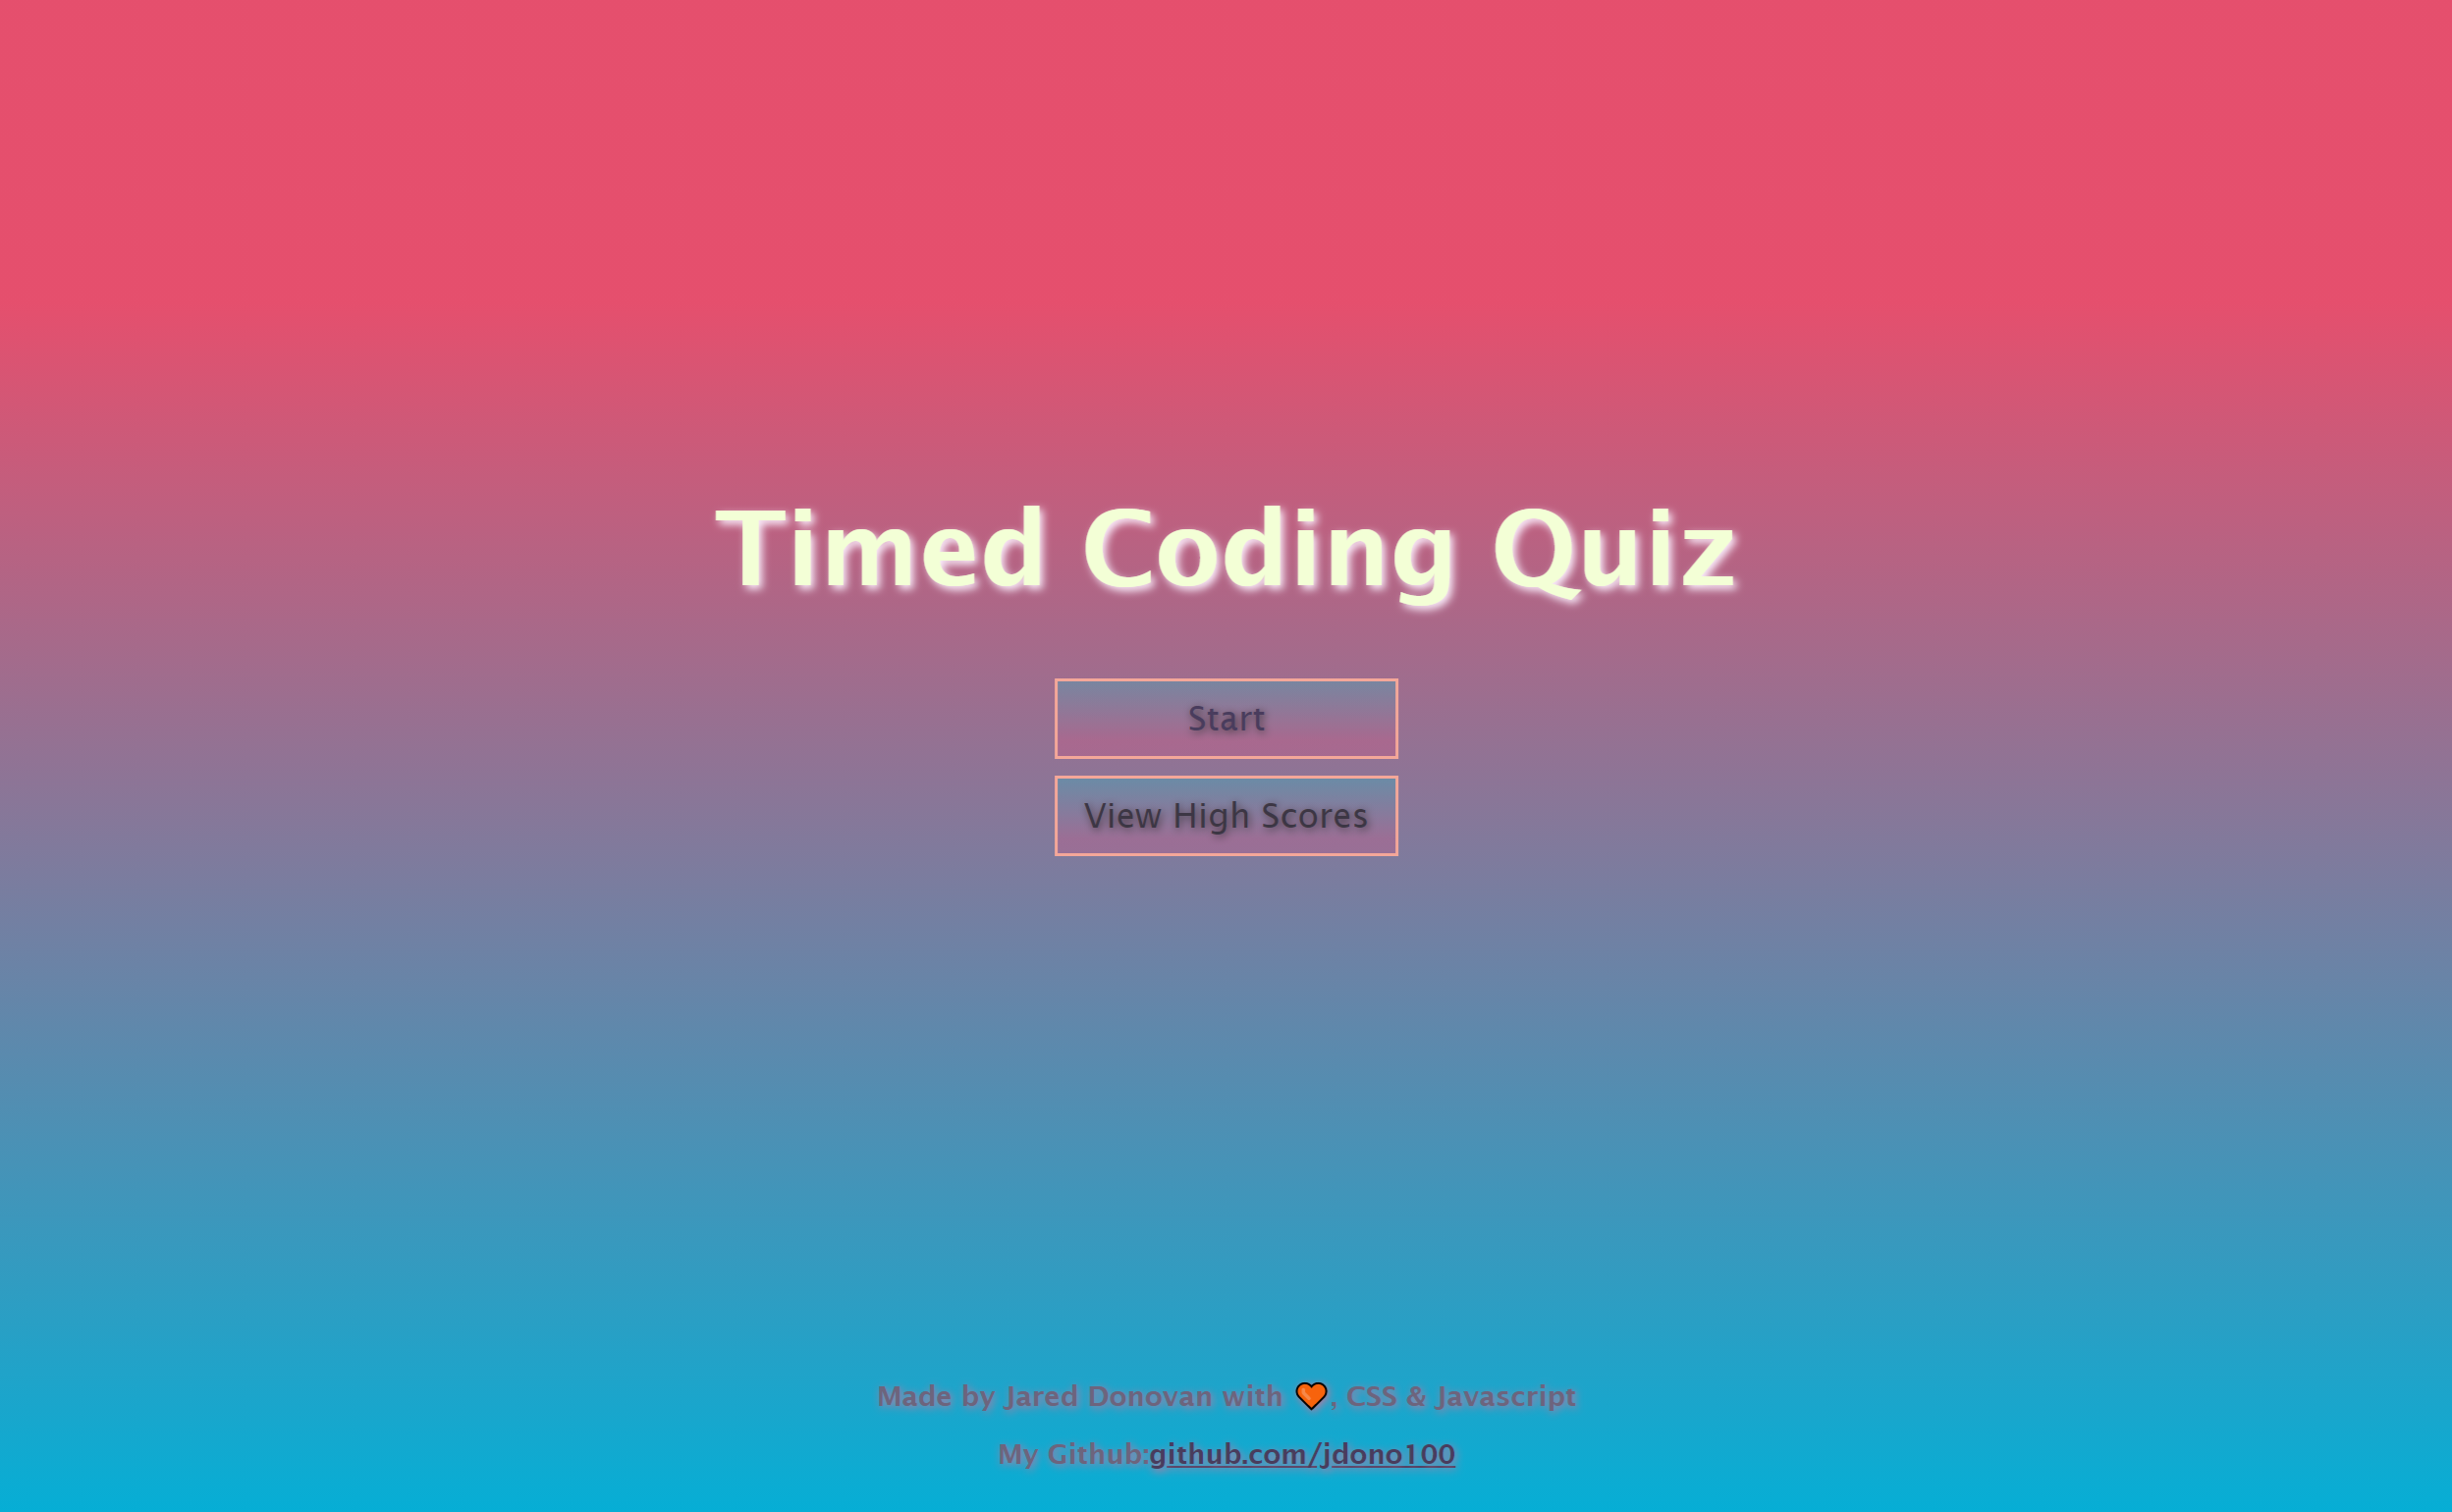 Timed Coding Quiz
Start
View High Scores
Made by Jared Donovan with 🧡, CSS & Javascript
My Github:github.com/jdono100